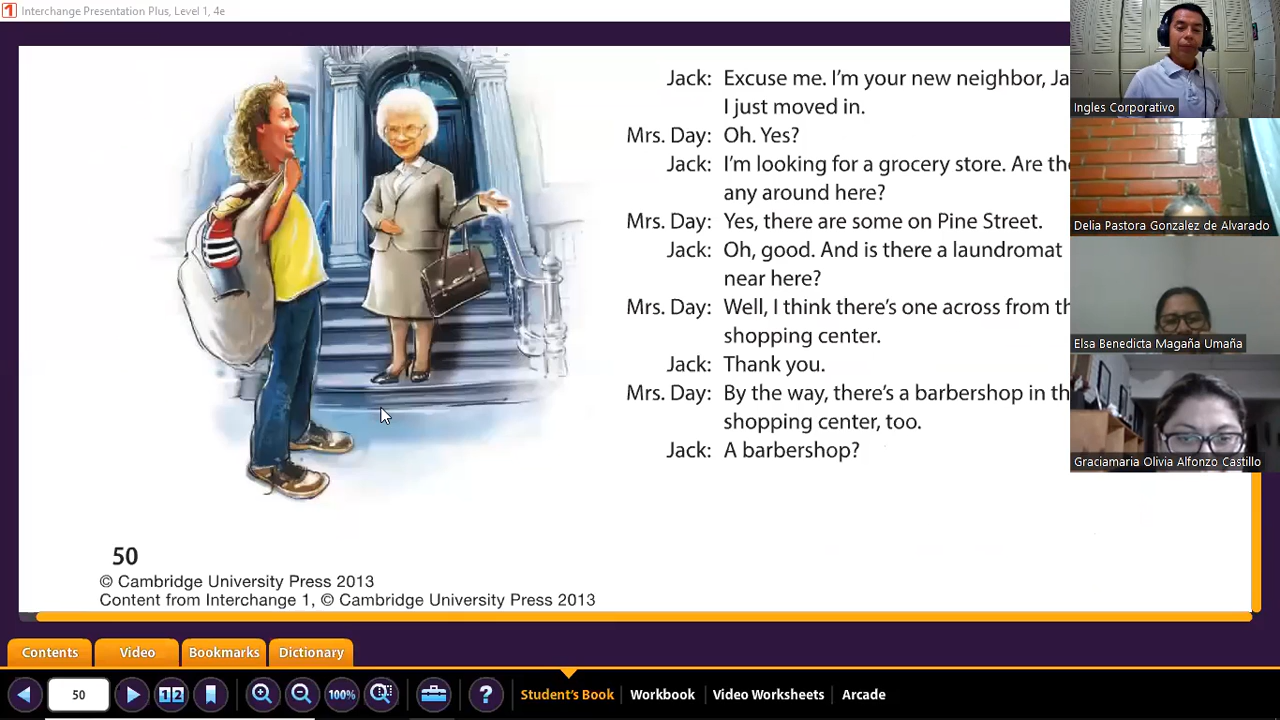 Interchange Presentation Plus, Level 1, 4e
Jack: Excuse me. I'm your new neighbor,
I just moved in.
Mrs. Day: Oh. Yes?
Jack: I'm looking for a grocery store. Are
any around here?
Mrs. Day: Yes, there are some on Pine Street.
Jack: Oh, good. And is there a laundromat
near here?
Mrs. Day: Well, I think there's one across from
shopping center.
Jack: Thank you.
Mrs. Day: By the way, there's a barbershop in
shopping center, too.
Jack: A barbershop?
50
© Cambridge University Press 2013
Content from Interchange 1, © Cambridge University Press 2013
Ingles Corporativo
Delia Pastora Gonzalez de Alvarado
Elsa Benedicta Magaña Umaña
Graciamaria Olivia Alfonzo Castillo
Contents Video Bookmarks Dictionary
50 1 2 100% ? Student's Book Workbook Video Worksheets Arcade